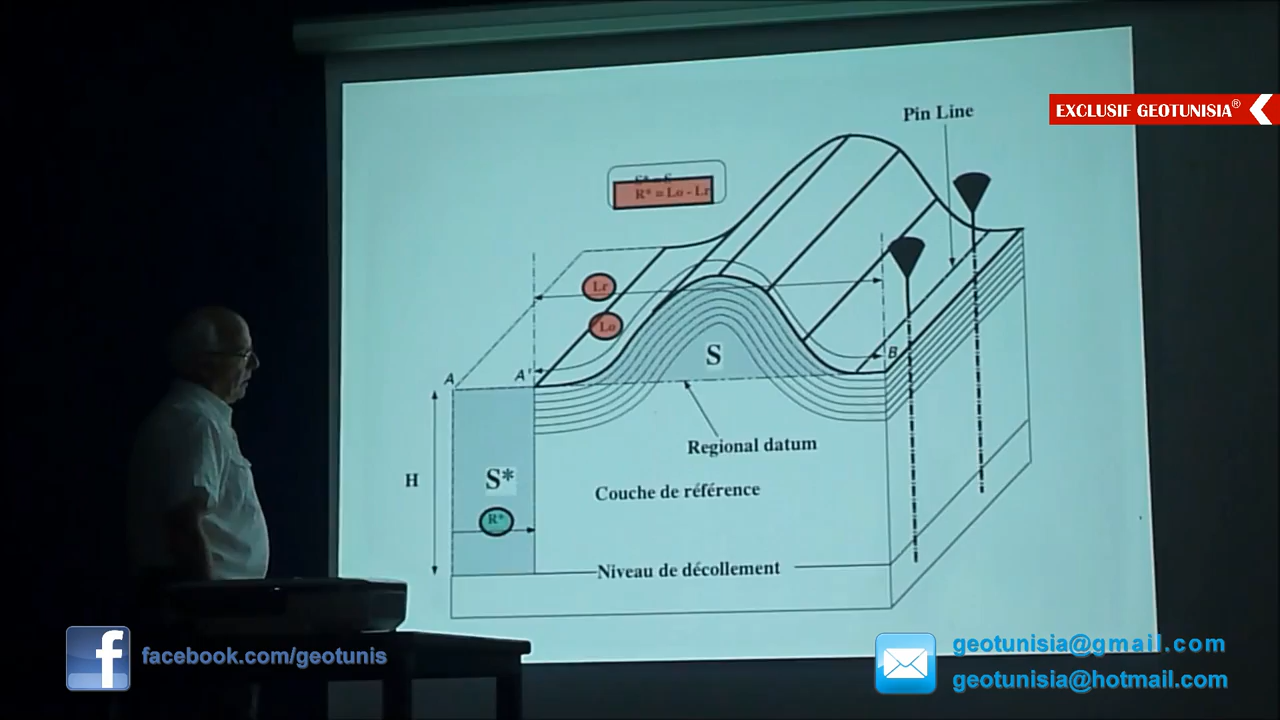 Pin Line
EXCLUSIF GEOTUNISIA®
R* = Lo - Lr
Lr
Lo
S
B
A
A'
Regional datum
H
S*
Couche de référence
R*
Niveau de décollement
facebook.com/geotunis
geotunisia@gmail.com
geotunisia@hotmail.com